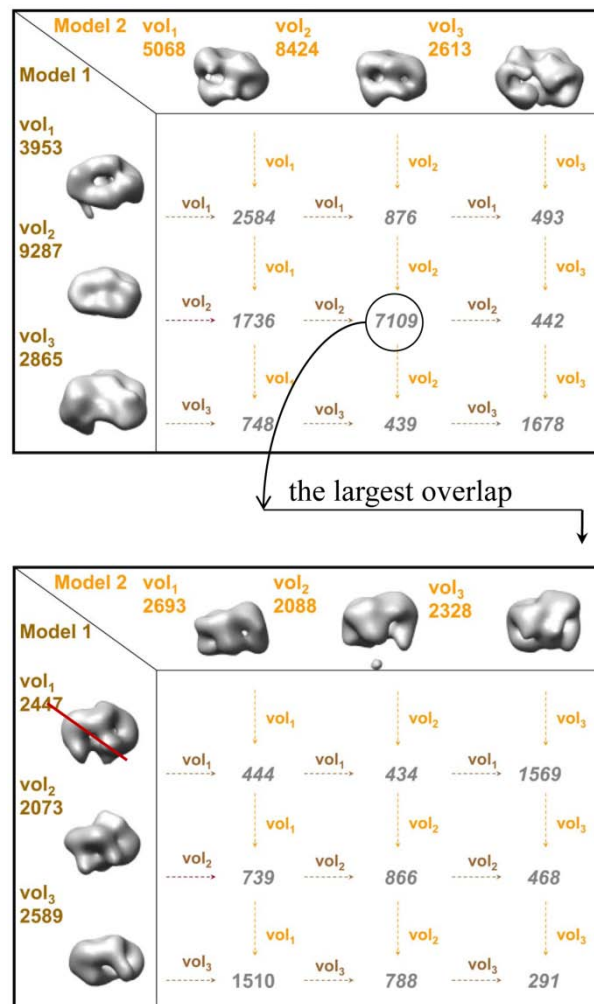 Model 2 vol₁ vol₂ vol₃
5068 8424 2613
Model 1
vol₁
3953
vol₁ vol₂ vol₃
vol₁ 2584 vol₁ 876 vol₁ 493
vol₂
9287
vol₁ vol₂ vol₃
vol₂ 1736 vol₂ 7109 vol₂ 442
vol₃
2865
vol vol₂ vol₃
vol₃ 748 vol₃ 439 vol₃ 1678
the largest overlap
Model 2 vol₁ vol₂ vol₃
2693 2088 2328
Model 1
vol₁
2447
vol₁ vol₂ vol₃
vol₁ 444 vol₁ 434 vol₁ 1569
vol₂
2073
vol₁ vol₂ vol₃
vol₂ 739 vol₂ 866 vol₂ 468
vol₃
2589
vol₁ vol₂ vol₃
vol₃ 1510 vol₃ 788 vol₃ 291